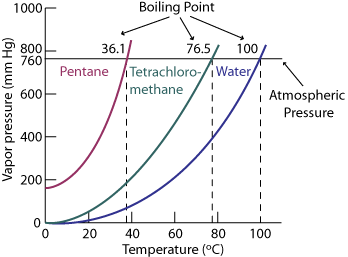 Boiling Point
1000
800
760
600
400
200
0
36.1
76.5
100
Pentane
Tetrachloro-
methane
Water
Atmospheric
Pressure
Vapor pressure (mm Hg)
0
20
40
60
80
100
Temperature (ºC)